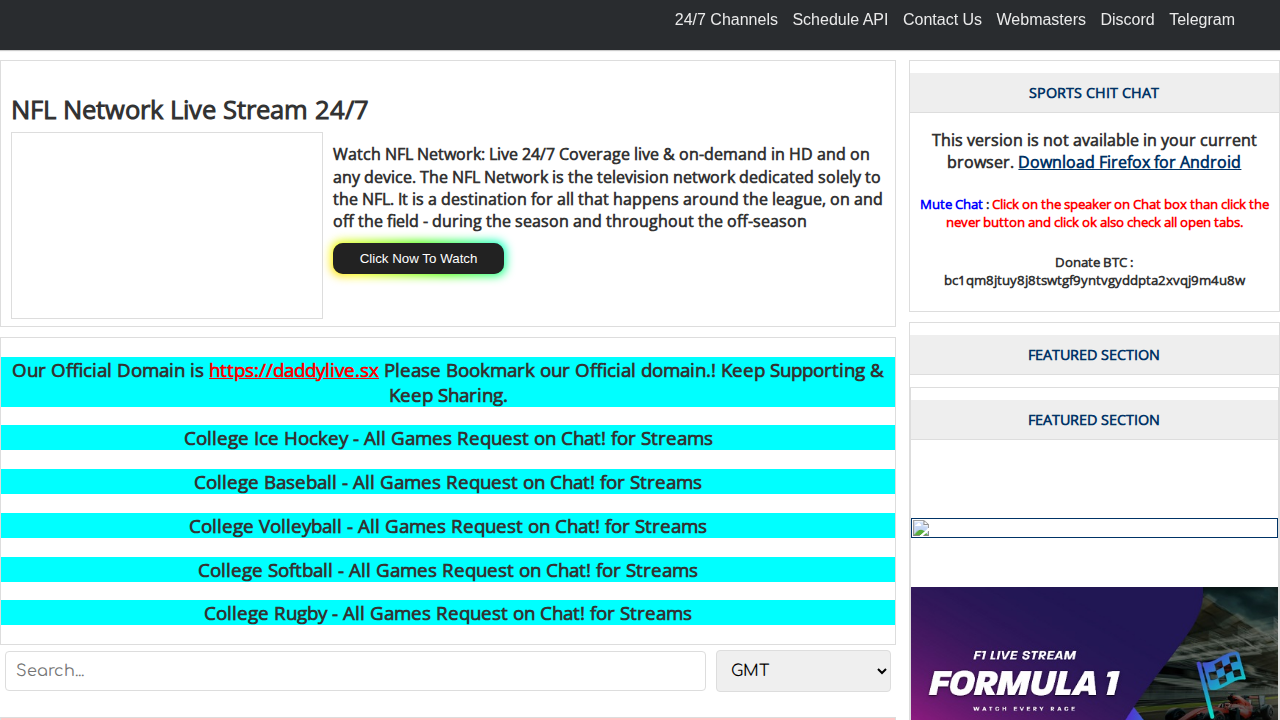 24/7 Channels Schedule API Contact Us Webmasters Discord Telegram
NFL Network Live Stream 24/7
Watch NFL Network: Live 24/7 Coverage live & on-demand in HD and on
any device. The NFL Network is the television network dedicated solely to
the NFL. It is a destination for all that happens around the league, on and
off the field - during the season and throughout the off-season
Click Now To Watch
Our Official Domain is https://daddylive.sx Please Bookmark our Official domain.! Keep Supporting &
Keep Sharing.
College Ice Hockey - All Games Request on Chat! for Streams
College Baseball - All Games Request on Chat! for Streams
College Volleyball - All Games Request on Chat! for Streams
College Softball - All Games Request on Chat! for Streams
College Rugby - All Games Request on Chat! for Streams
Search...
GMT
SPORTS CHIT CHAT
This version is not available in your current
browser. Download Firefox for Android
Mute Chat : Click on the speaker on Chat box than click the
never button and click ok also check all open tabs.
Donate BTC :
bc1qm8jtuy8j8tswtgf9yntvgyddpta2xvqj9m4u8w
FEATURED SECTION
FEATURED SECTION
F1 LIVE STREAM
FORMULA 1
WATCH EVERY RACE